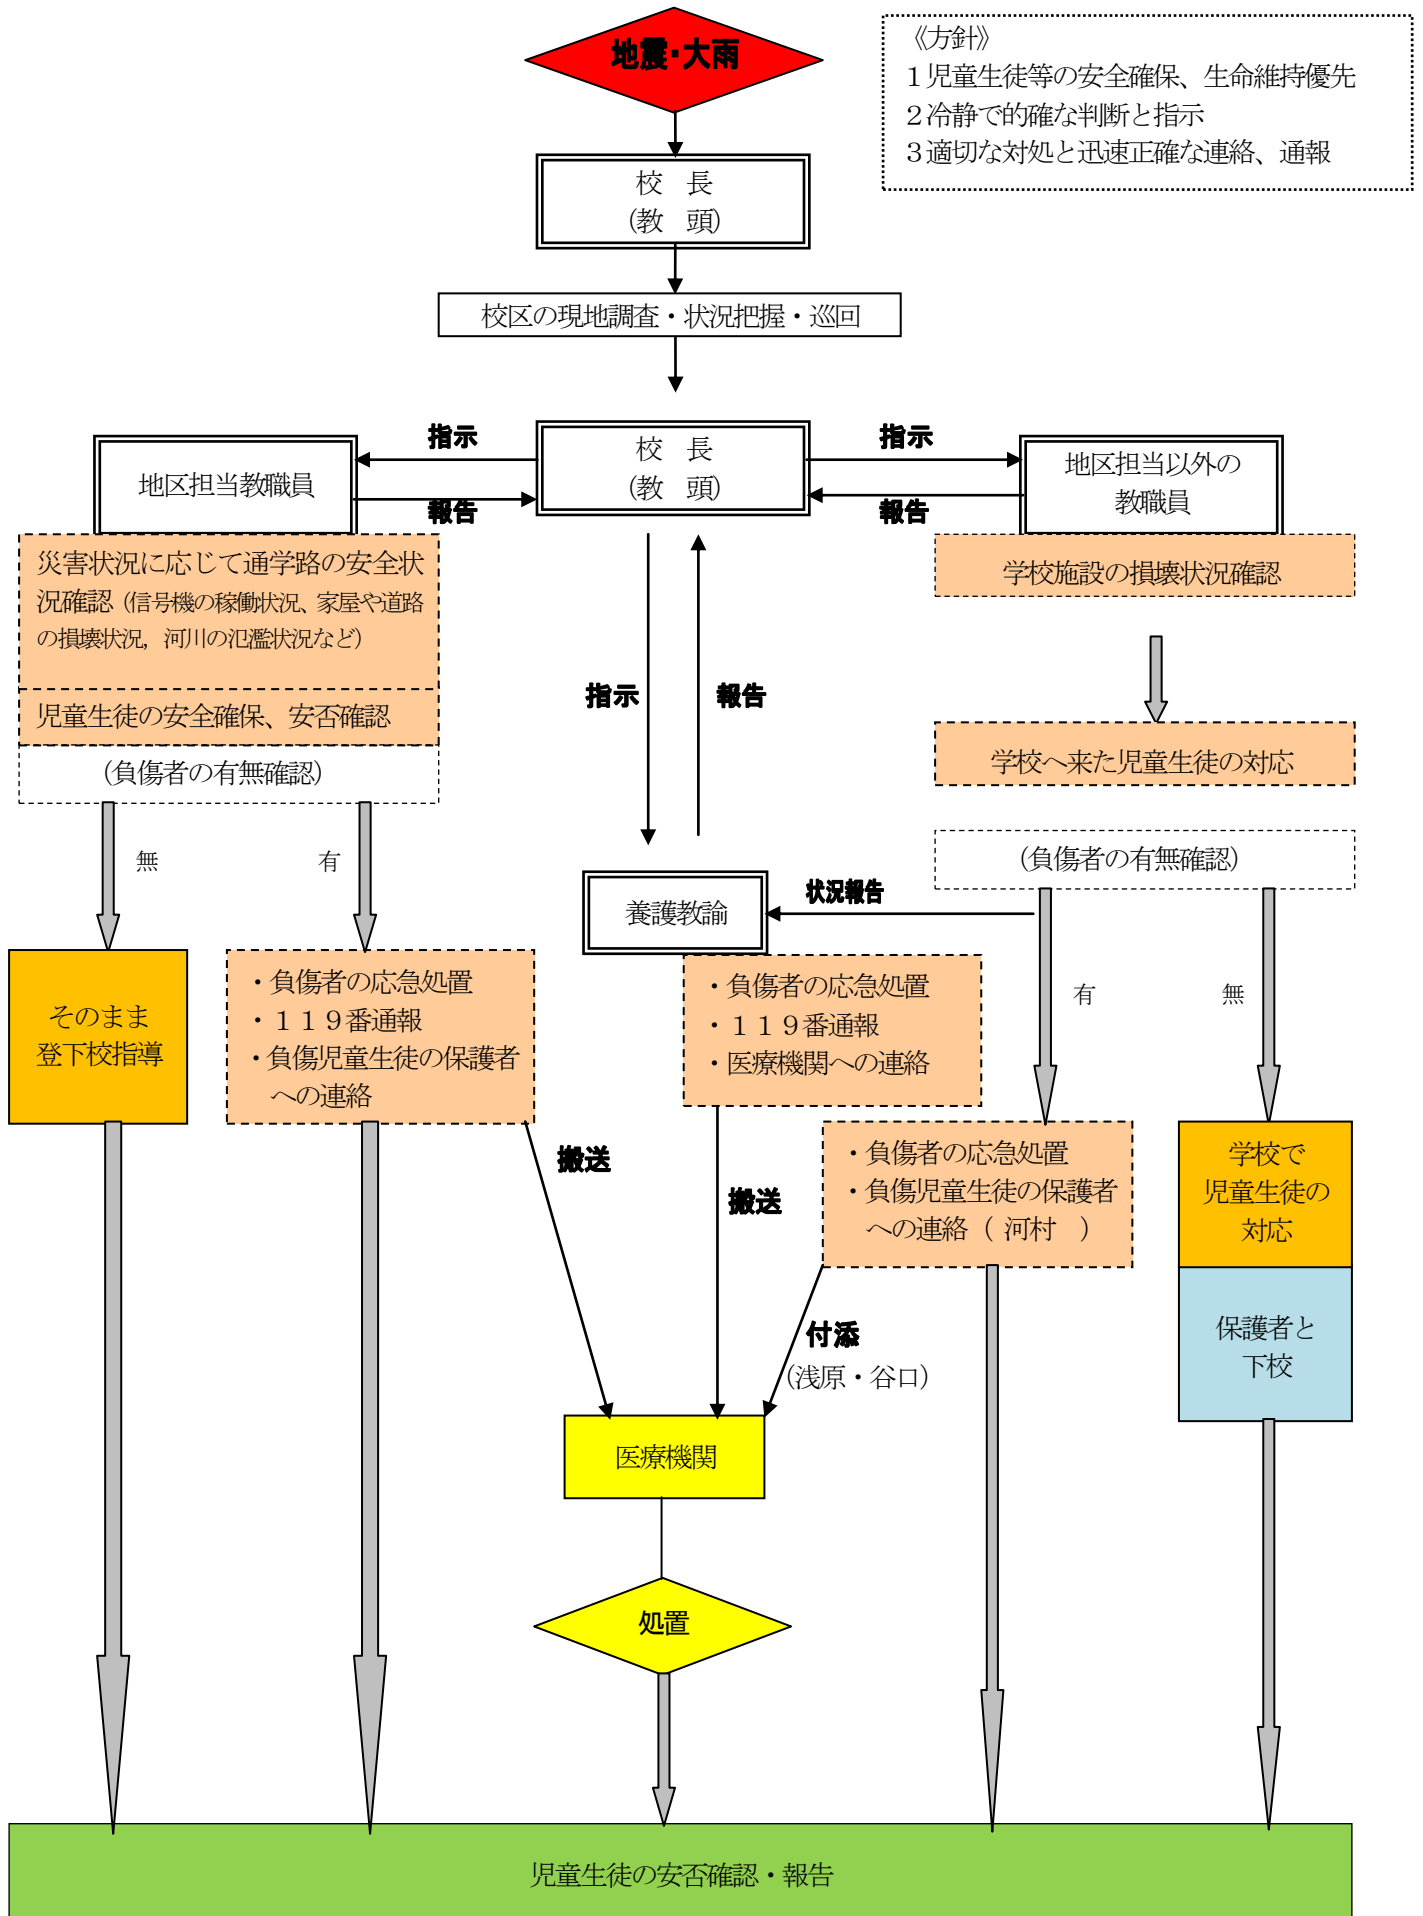 地震・大雨
《方針》
１児童生徒等の安全確保、生命維持優先
２冷静で的確な判断と指示
３適切な対処と迅速正確な連絡、通報
校　長
（教　頭）
校区の現地調査・状況把握・巡回
指示
校　長
（教　頭）
指示
地区担当教職員
報告
報告
地区担当以外の
教職員
災害状況に応じて通学路の安全状
況確認（信号機の稼働状況、家屋や道路
の損壊状況，河川の氾濫状況など）
児童生徒の安全確保、安否確認
（負傷者の有無確認）
学校施設の損壊状況確認
指示
報告
学校へ来た児童生徒の対応
（負傷者の有無確認）
無
有
養護教諭
状況報告
有
無
そのまま
登下校指導
・負傷者の応急処置
・１１９番通報
・負傷児童生徒の保護者
への連絡
・負傷者の応急処置
・１１９番通報
・医療機関への連絡
搬送
搬送
・負傷者の応急処置
・負傷児童生徒の保護者
への連絡（ 河村　）
学校で
児童生徒の
対応
保護者と
下校
付添
（浅原・谷口）
医療機関
処置
児童生徒の安否確認・報告